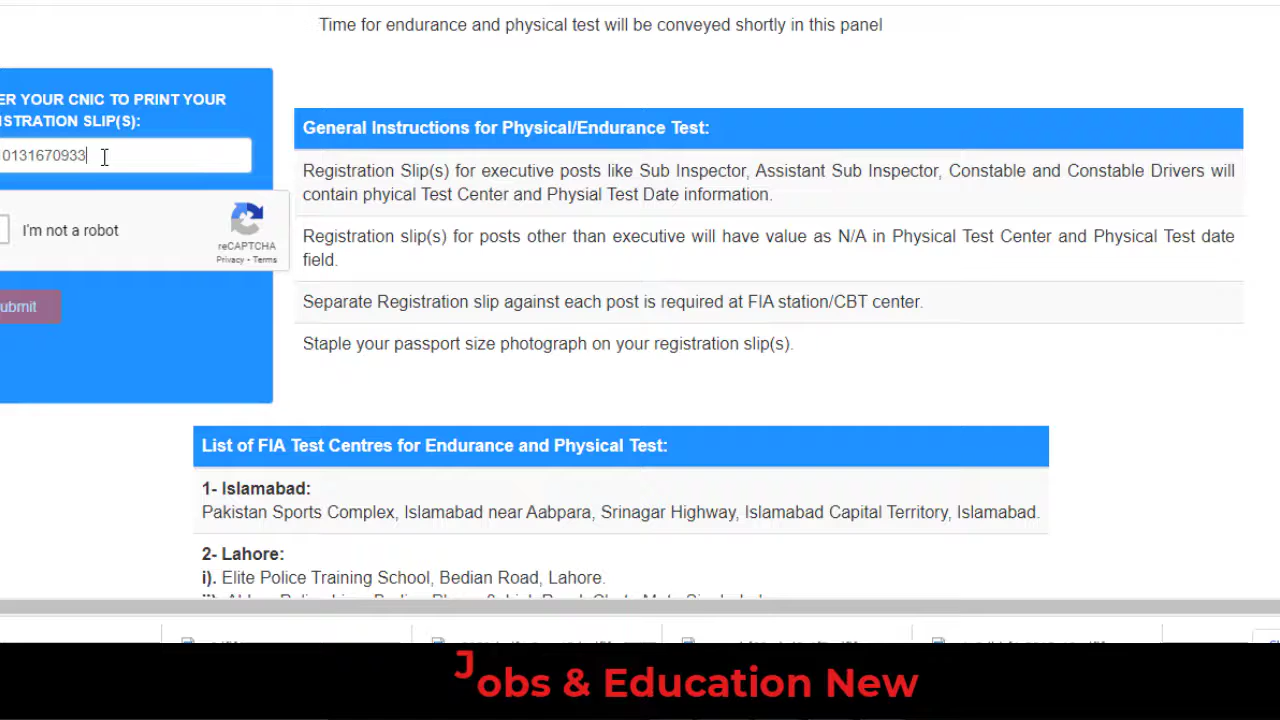 Time for endurance and physical test will be conveyed shortly in this panel
ER YOUR CNIC TO PRINT YOUR
ISTRATION SLIP(S):
0131670933
I'm not a robot
reCAPTCHA
Privacy - Terms
ubmit
General Instructions for Physical/Endurance Test:
Registration Slip(s) for executive posts like Sub Inspector, Assistant Sub Inspector, Constable and Constable Drivers will
contain phyical Test Center and Physial Test Date information.
Registration slip(s) for posts other than executive will have value as N/A in Physical Test Center and Physical Test date
field.
Separate Registration slip against each post is required at FIA station/CBT center.
Staple your passport size photograph on your registration slip(s).
List of FIA Test Centres for Endurance and Physical Test:
1- Islamabad:
Pakistan Sports Complex, Islamabad near Aabpara, Srinagar Highway, Islamabad Capital Territory, Islamabad.
2- Lahore:
i). Elite Police Training School, Bedian Road, Lahore.
Jobs & Education New